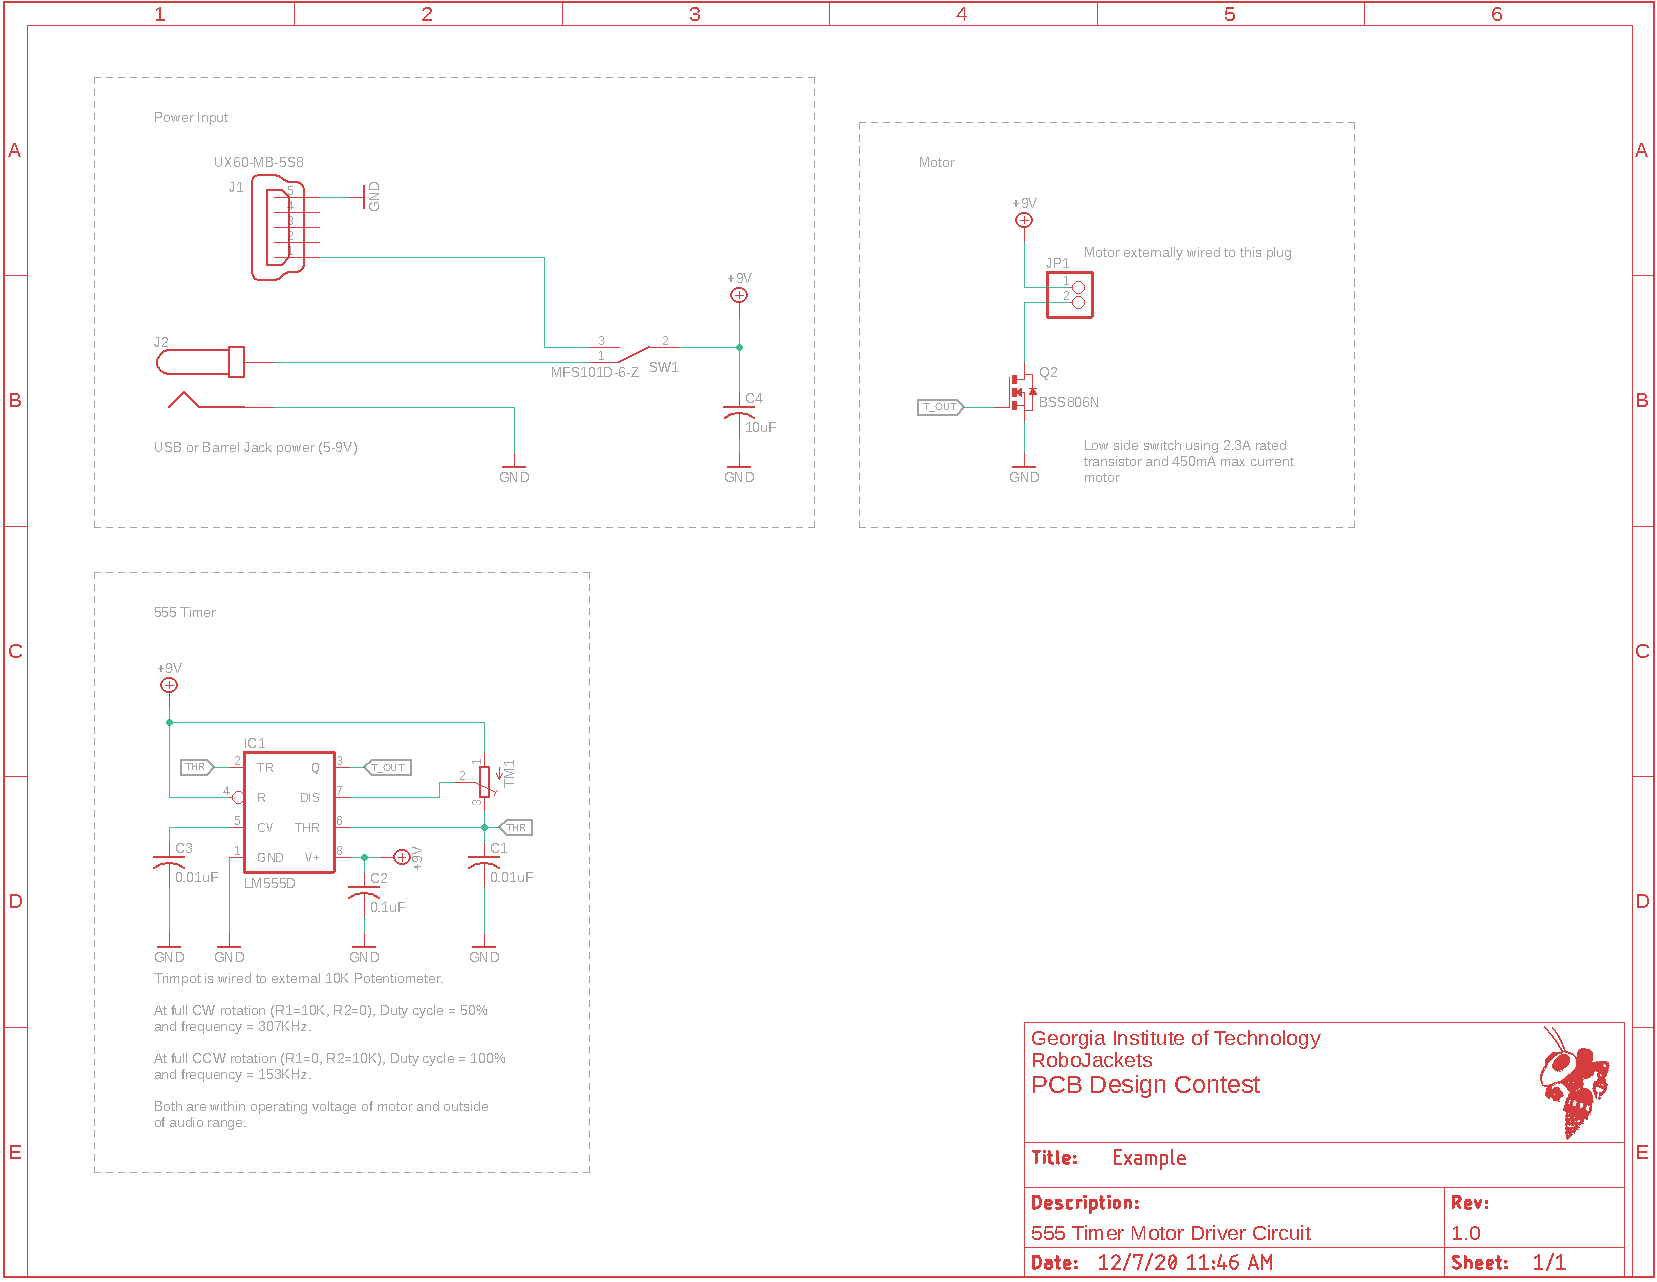 1 2 3 4 5 6
A A
B B
C C
D D
E E
Power Input
UX60-MB-5S8
J1
5
4
3
2
1
GND
+9V
J2
3
1
2
MFS101D-6-Z
SW1
C4
10uF
USB or Barrel Jack power (5-9V)
GND
GND
Motor
+9V
Motor externally wired to this plug
JP1
1
2
Q2
T_OUT
BSS806N
Low side switch using 2.3A rated
transistor and 450mA max current
motor
GND
555 Timer
+9V
IC1
THR
2
TR
Q
3
T_OUT
1
2
3
TM1
4
R
DIS
7
5
CV
THR
6
THR
1
GND
V+
8
+9V
C3
0.01uF
LM555D
C2
0.1uF
C1
0.01uF
GND
GND
GND
GND
Trimpot is wired to external 10K Potentiometer.
At full CW rotation (R1=10K, R2=0), Duty cycle = 50%
and frequency = 307KHz.
At full CCW rotation (R1=0, R2=10K), Duty cycle = 100%
and frequency = 153KHz.
Both are within operating voltage of motor and outside
of audio range.
Georgia Institute of Technology
RoboJackets
PCB Design Contest
Title: Example
Description:
555 Timer Motor Driver Circuit
Rev:
1.0
Date: 12/7/20 11:46 AM
Sheet: 1/1